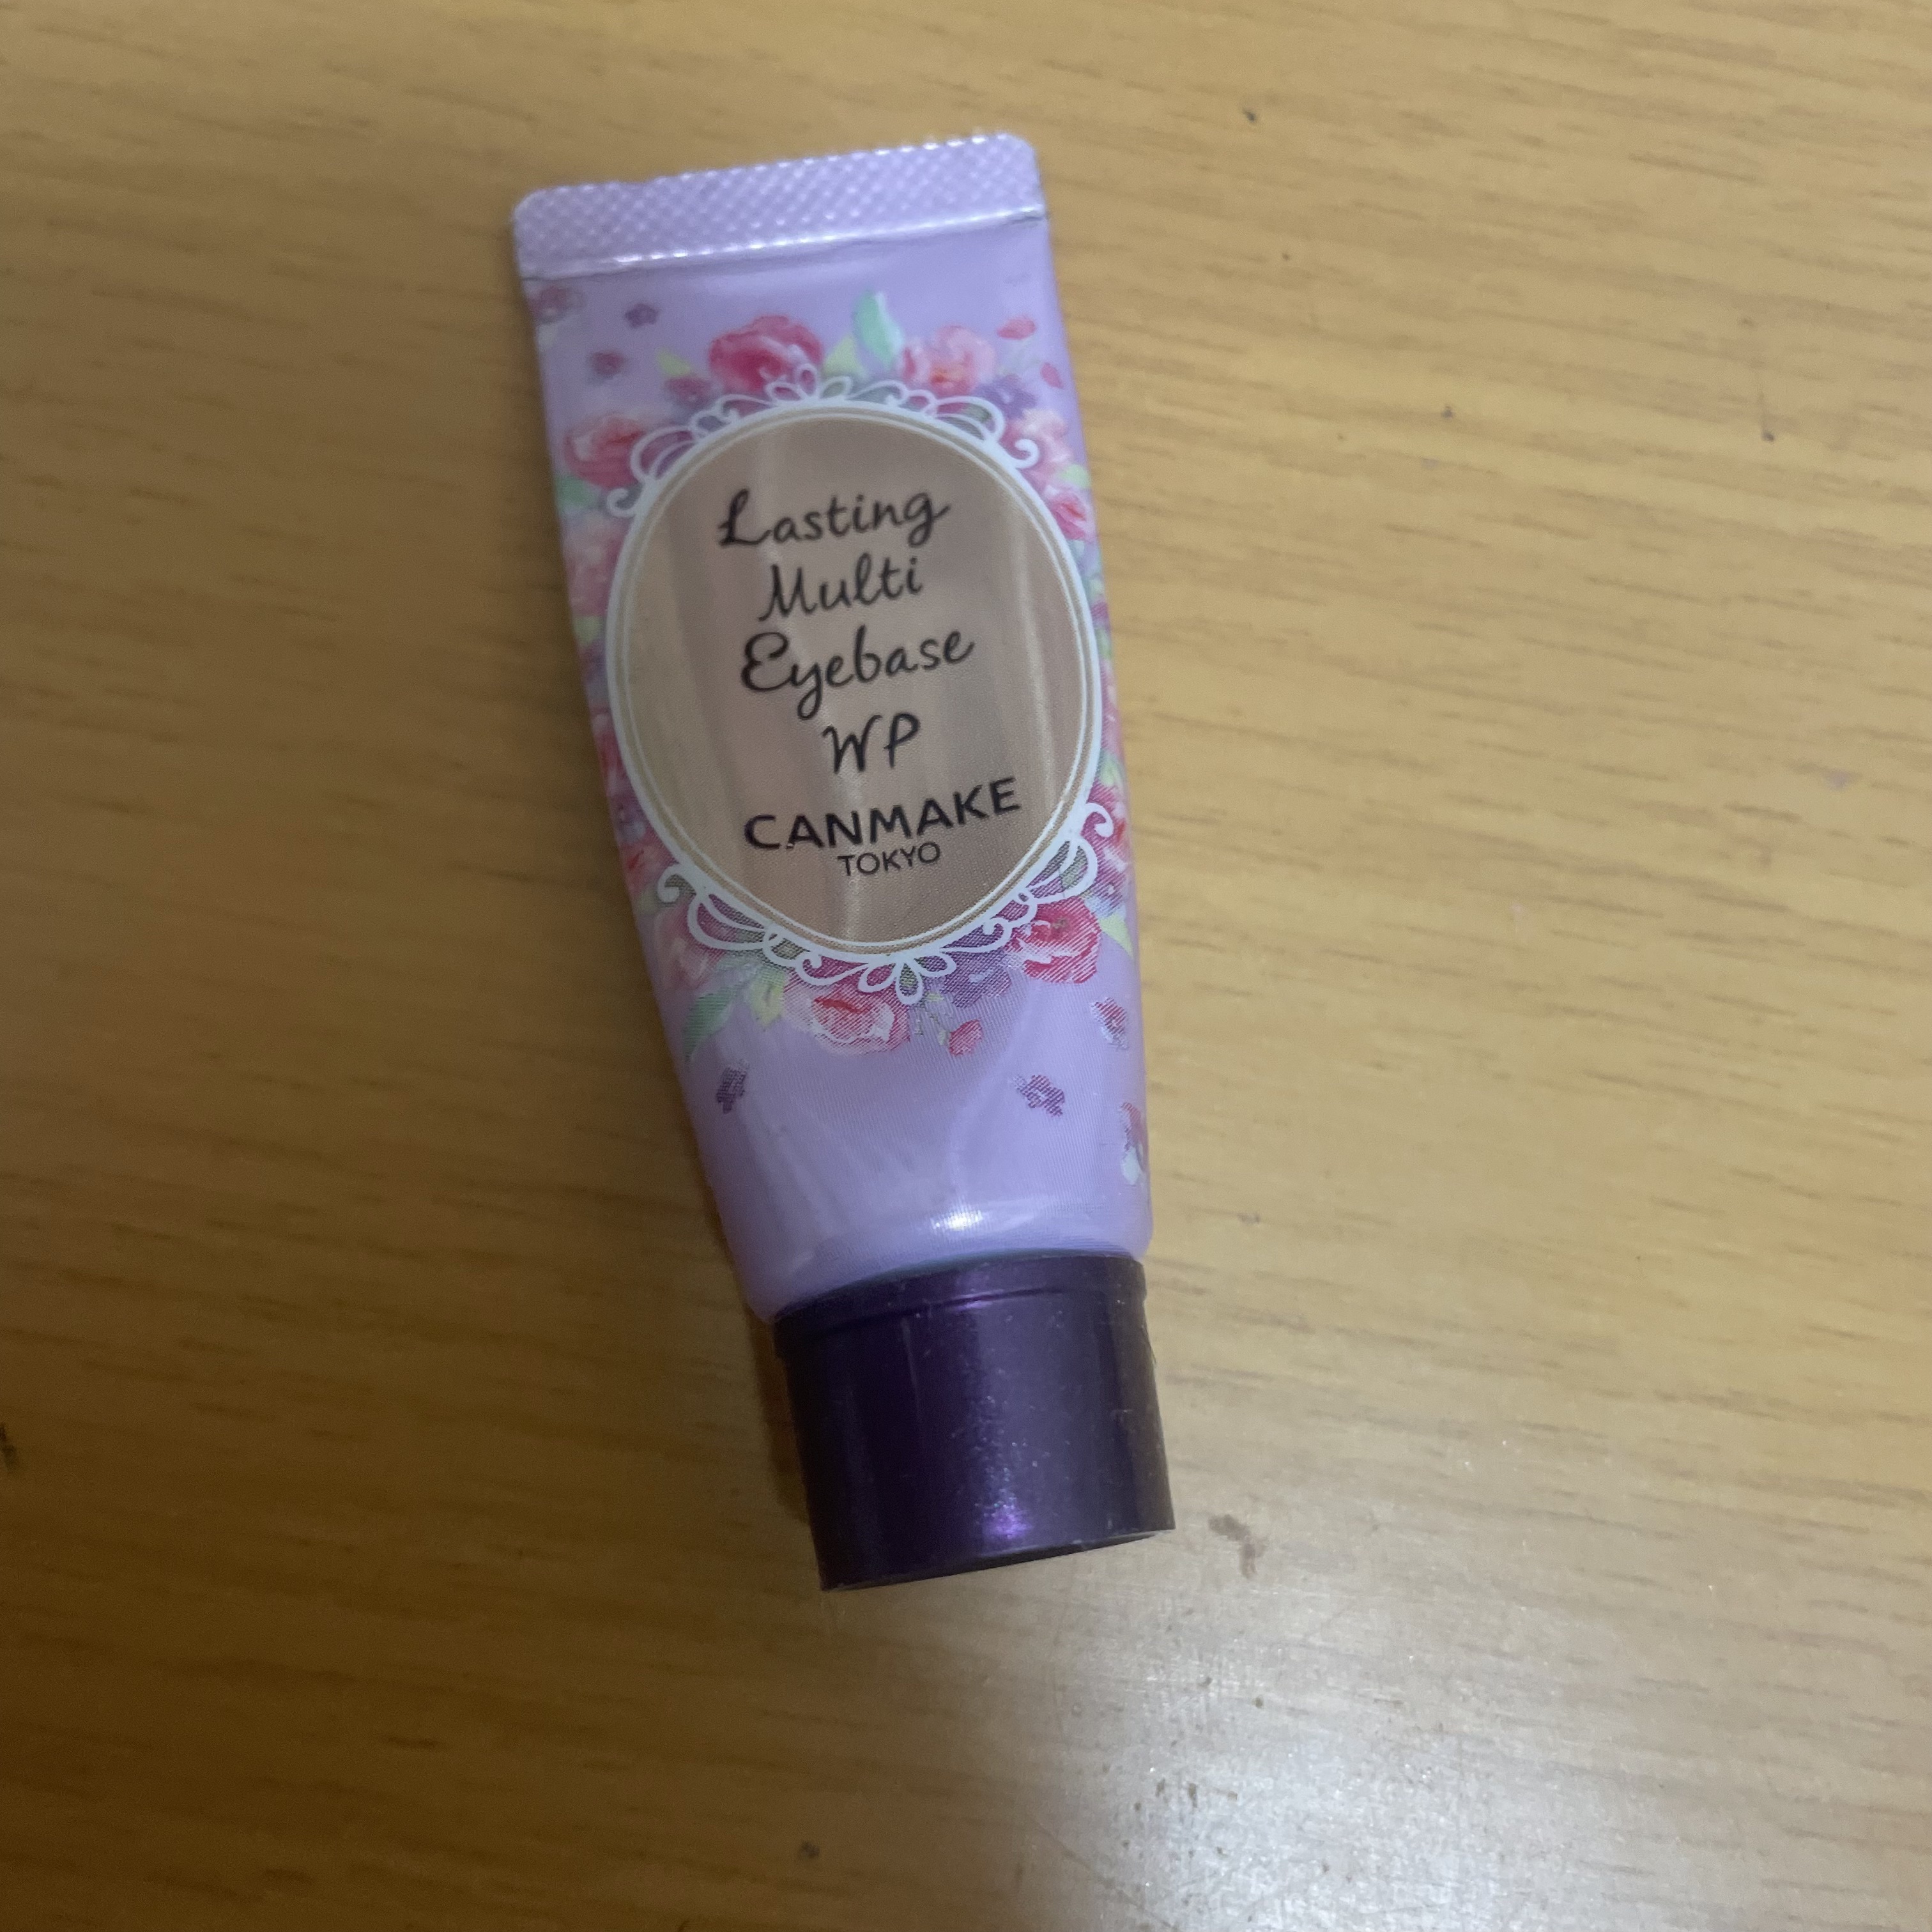 Lasting
Multi
Eyebase
WP
CANMAKE
TOKYO